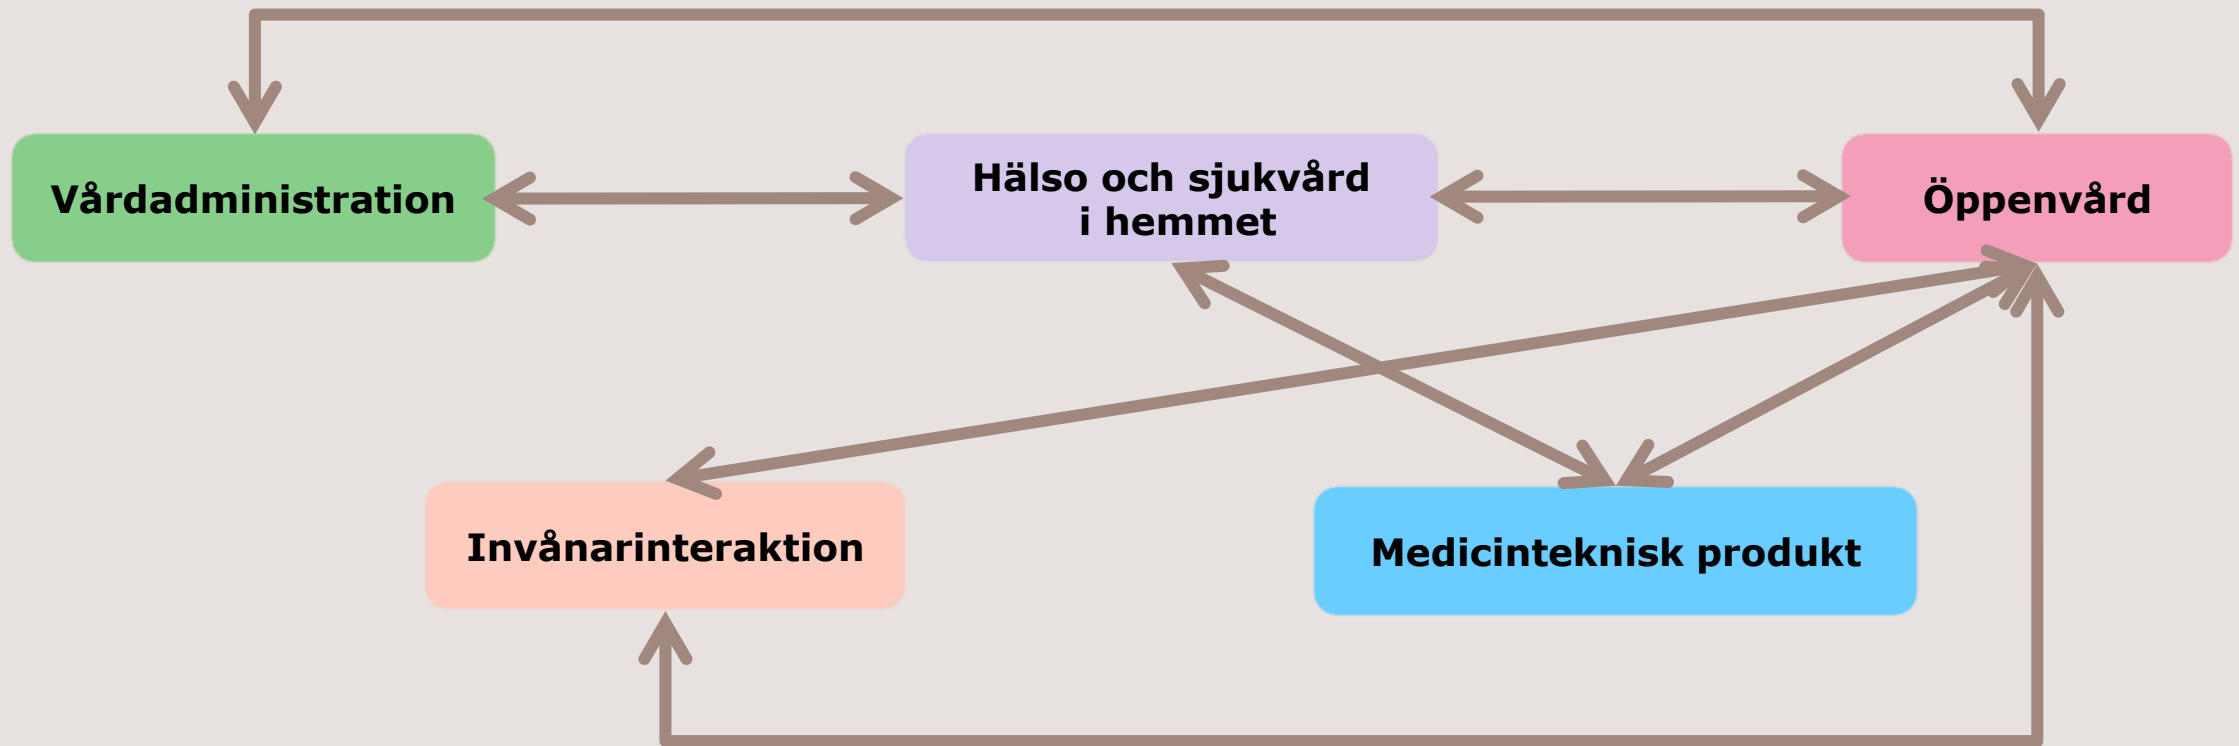 Vårdadministration
Hälso och sjukvård
i hemmet
Öppenvård
Invånarinteraktion
Medicinteknisk produkt